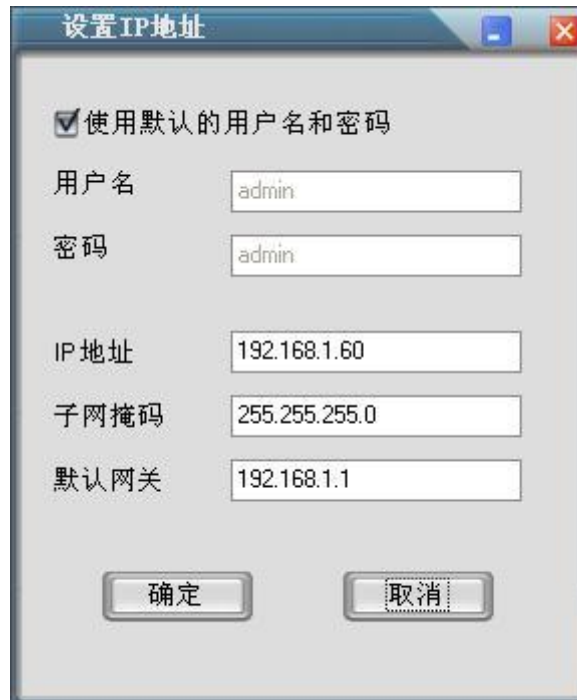 设置IP地址
使用默认的用户名和密码
用户名 admin
密码 admin
IP地址 192.168.1.60
子网掩码 255.255.255.0
默认网关 192.168.1.1
确定 取消